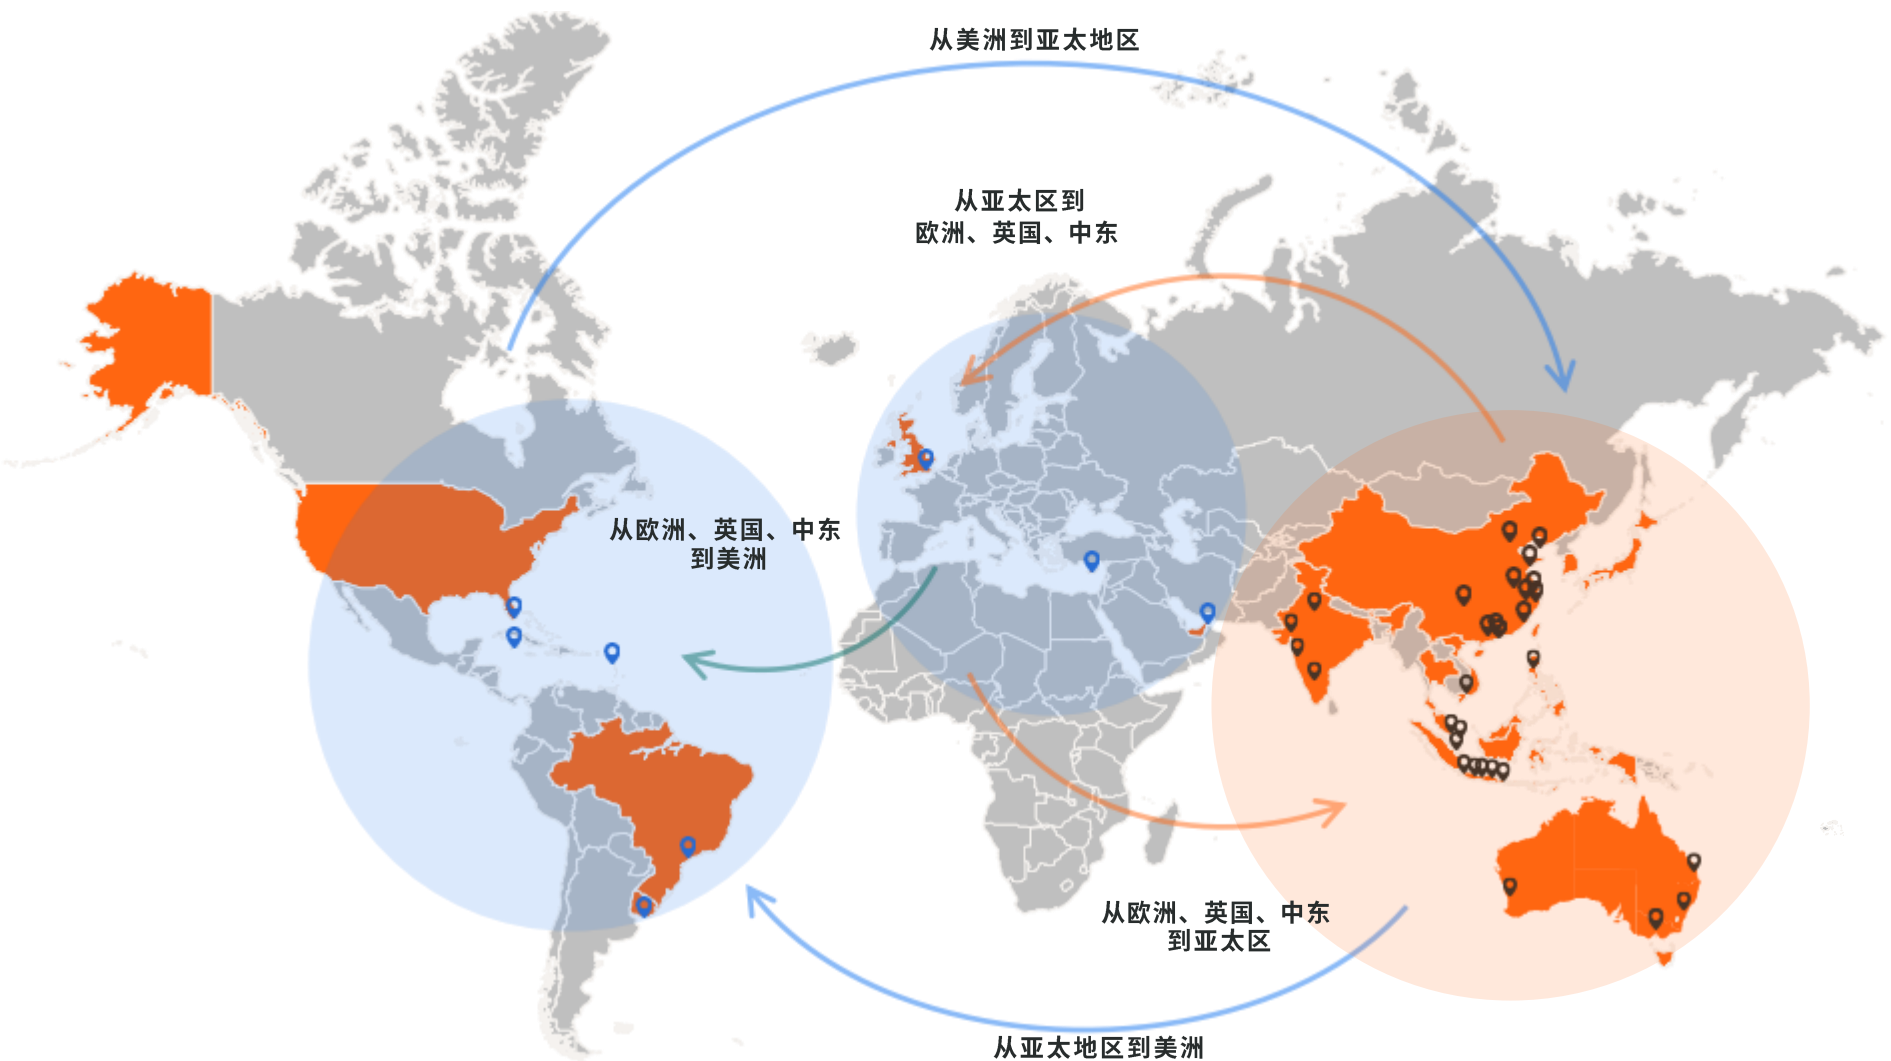 从美洲到亚太地区
从亚太区到
欧洲、英国、中东
从欧洲、英国、中东
到美洲
从欧洲、英国、中东
到亚太区
从亚太地区到美洲